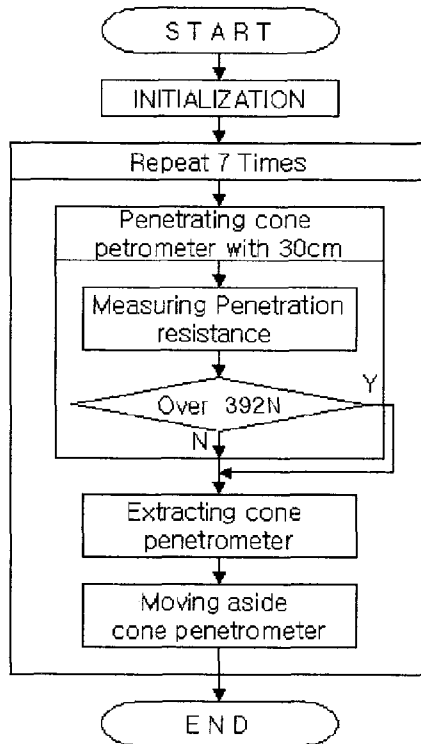 START
INITIALIZATION
Repeat 7 Times
Penetrating cone
petrometer with 30cm
Measuring Penetration
resistance
Over 392N
Y
N
Extracting cone
penetrometer
Moving aside
cone penetrometer
END